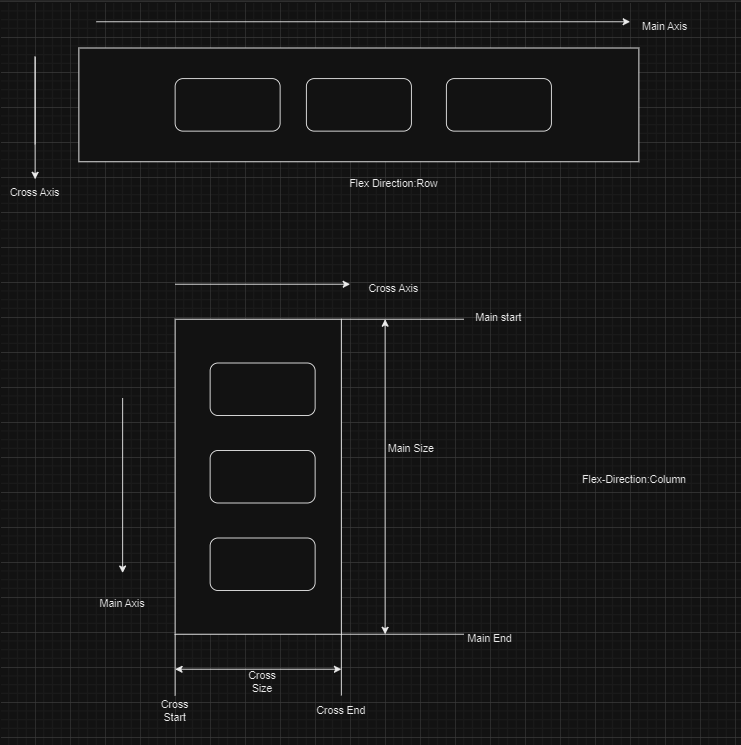 Main Axis
Cross Axis
Flex Direction:Row
Cross Axis
Main start
Main Size
Flex-Direction:Column
Main Axis
Main End
Cross
Size
Cross
Start
Cross End